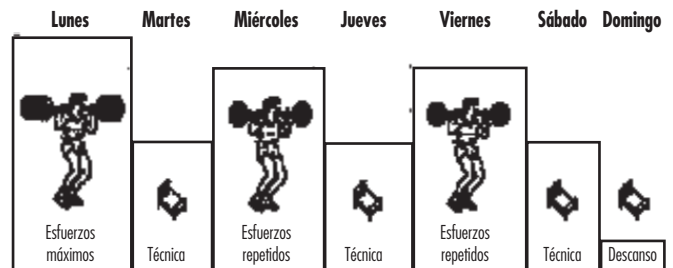 Lunes Martes Miércoles Jueves Viernes Sábado Domingo
Esfuerzos máximos
Técnica
Esfuerzos repetidos
Técnica
Esfuerzos repetidos
Técnica
Descanso